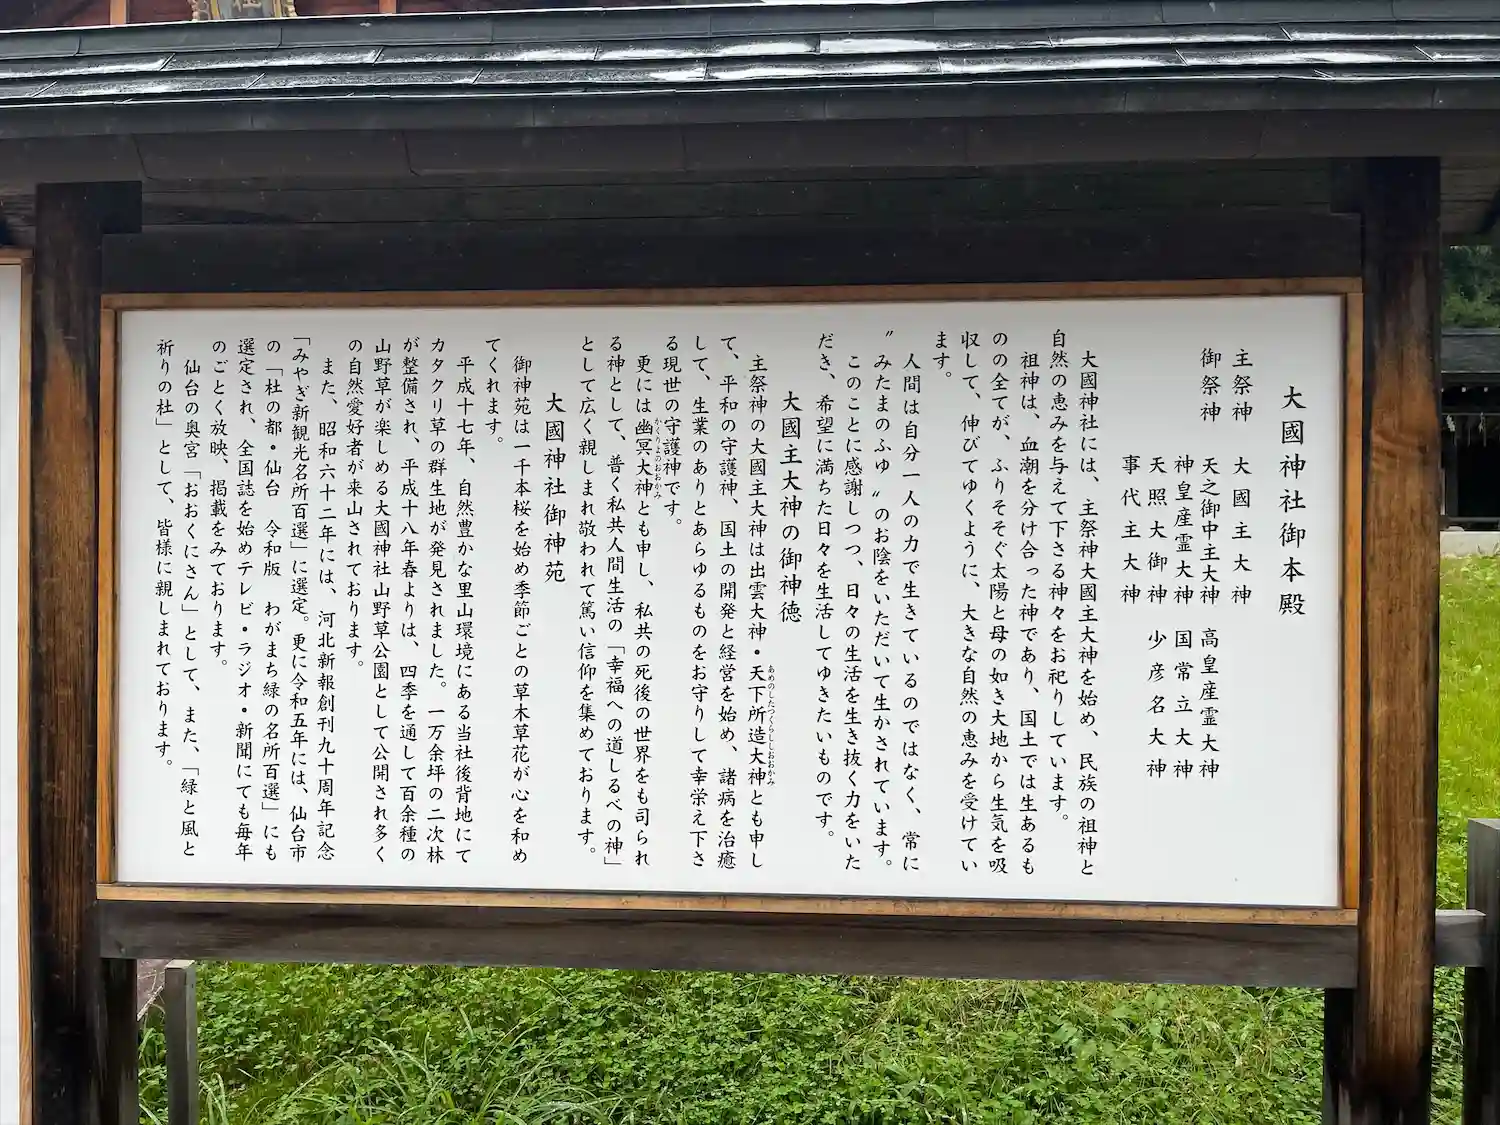 大國神社御本殿
主祭神　大國主大神
御祭神　天之御中主大神　高皇産霊大神
神皇産霊大神　国常立大神
天照大御神　少彦名大神
事代主大神
大國神社には、主祭神大國主大神を始め、民族の祖神と
自然の恵みを与えて下さる神々をお祀りしています。
祖神は、血潮を分け合った神であり、国土では生あるも
のの全てが、ふりそそぐ太陽と母の如き大地から生気を吸
収して、伸びてゆくように、大きな自然の恵みを受けてい
ます。
人間は自分一人の力で生きているのではなく、常に
〝みたまのふゆ〟のお陰をいただいて生かされています。
このことに感謝しつつ、日々の生活を生き抜く力をいた
だき、希望に満ちた日々を生活してゆきたいものです。
大國主大神の御神徳
主祭神の大國主大神は出雲大神・天下所造大神とも申し
あめのしたつくらししおおかみ
て、平和の守護神、国土の開発と経営を始め、諸病を治癒
して、生業のありとあらゆるものをお守りして幸栄え下さ
る現世の守護神です。
更には幽冥大神とも申し、私共の死後の世界をも司られ
かくりよのおおかみ
る神として、普く私共人間生活の「幸福への道しるべの神」
として広く親しまれ敬われて篤い信仰を集めております。
大國神社御神苑
御神苑は一千本桜を始め季節ごとの草木草花が心を和め
てくれます。
平成十七年、自然豊かな里山環境にある当社後背地にて
カタクリ草の群生地が発見されました。一万余坪の二次林
が整備され、平成十八年春よりは、四季を通して百余種の
山野草が楽しめる大國神社山野草公園として公開され多く
の自然愛好者が来山されております。
また、昭和六十二年には、河北新報創刊九十周年記念
「みやぎ新観光名所百選」に選定。更に令和五年には、仙台市
の「杜の都・仙台　令和版　わがまち緑の名所百選」にも
選定され、全国誌を始めテレビ・ラジオ・新聞にても毎年
のごとく放映、掲載をみております。
仙台の奥宮「おおくにさん」として、また、「緑と風と
祈りの杜」として、皆様に親しまれております。